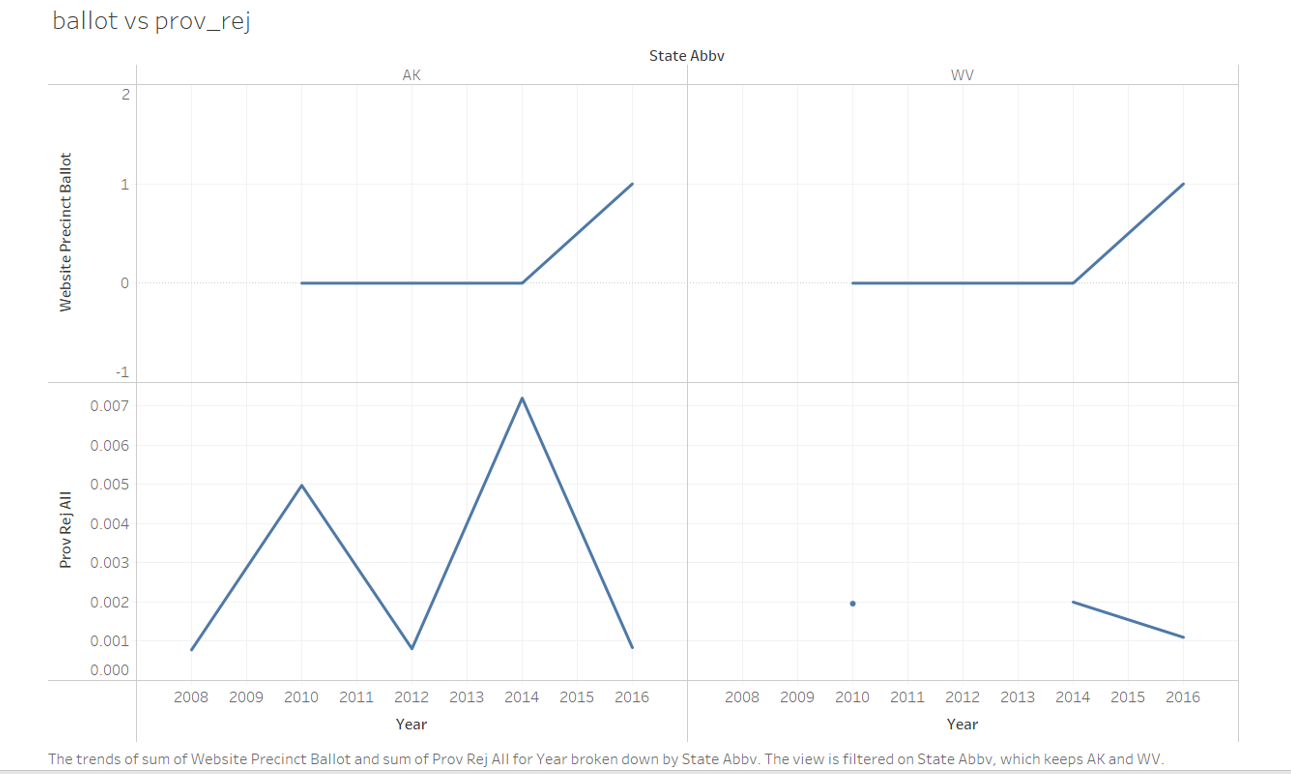 ballot vs prov_rej
State Abbv
AK WV
Website Precinct Ballot
2
1
0
-1
Prov Rej All
0.007
0.006
0.005
0.004
0.003
0.002
0.001
0.000
2008 2009 2010 2011 2012 2013 2014 2015 2016 2008 2009 2010 2011 2012 2013 2014 2015 2016
Year Year
The trends of sum of Website Precinct Ballot and sum of Prov Rej All for Year broken down by State Abbv. The view is filtered on State Abbv, which keeps AK and WV.